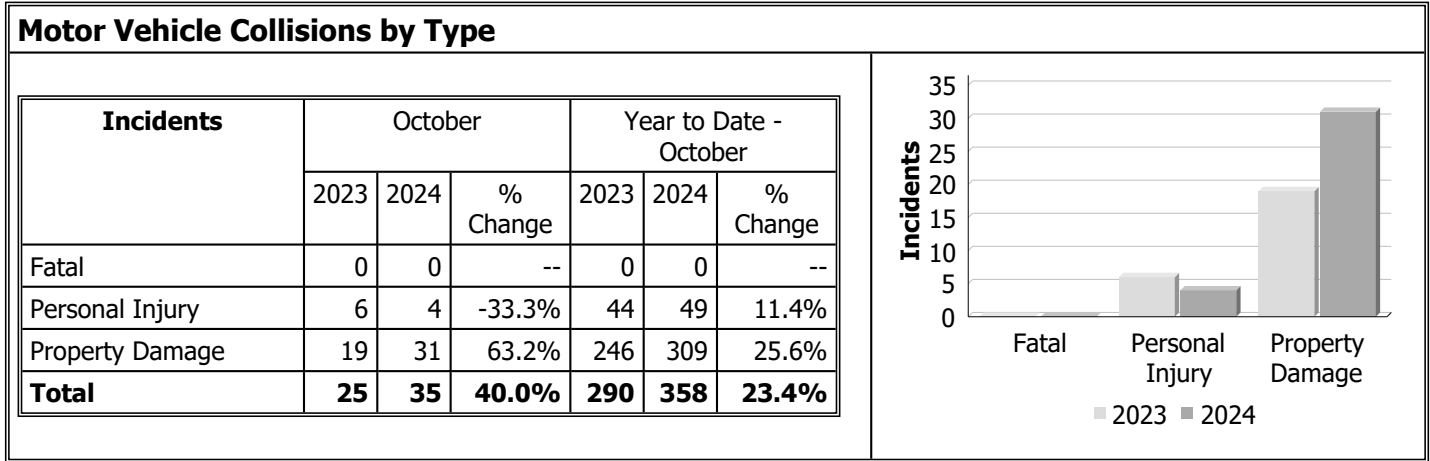 Motor Vehicle Collisions by Type
Incidents October Year to Date -
October
2023 2024 % 2023 2024 %
Change Change
Fatal 0 0 -- 0 0 --
Personal Injury 6 4 -33.3% 44 49 11.4%
Property Damage 19 31 63.2% 246 309 25.6%
Total 25 35 40.0% 290 358 23.4%
Incidents
35
30
25
20
15
10
5
0
Fatal Personal Property
Injury Damage
2023 2024